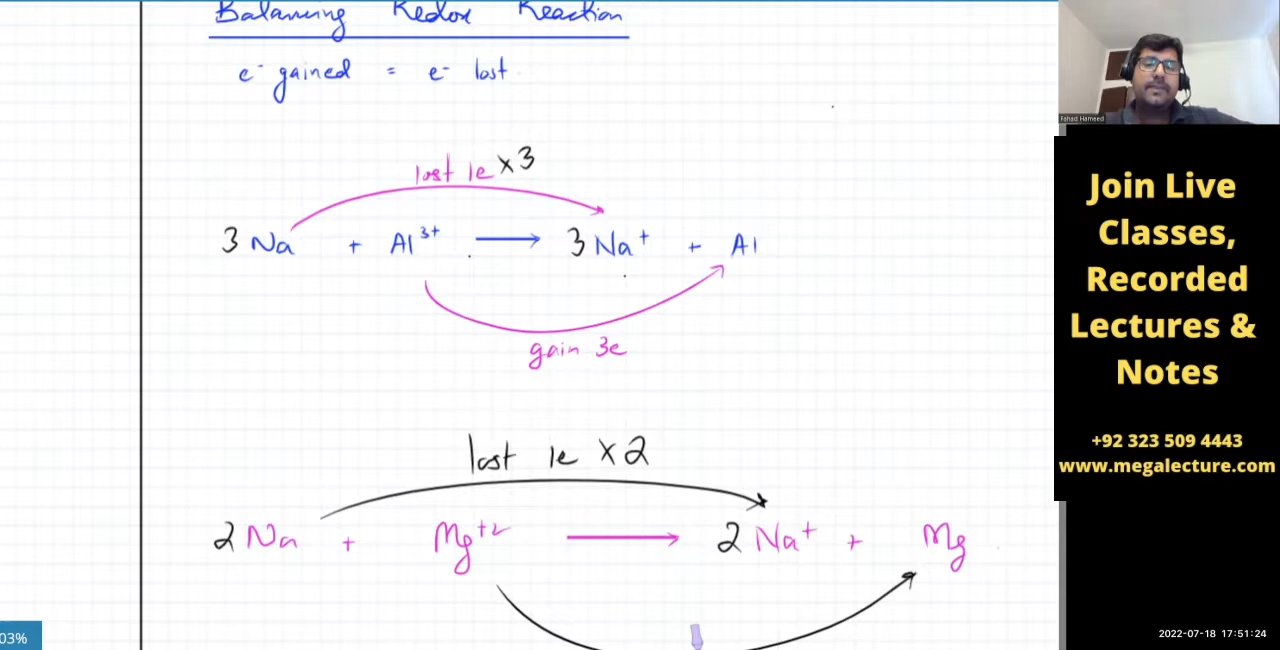 Balancing Redox Reaction
e⁻ gained = e⁻ lost
lost 1e ×3
3 Na + Al³⁺ → 3 Na⁺ + Al
gain 3e
lost 1e ×2
2 Na + Mg⁺² → 2 Na⁺ + Mg
03%
Fahad Hameed
Join Live
Classes,
Recorded
Lectures &
Notes
+92 323 509 4443
www.megalecture.com
2022-07-18 17:51:24